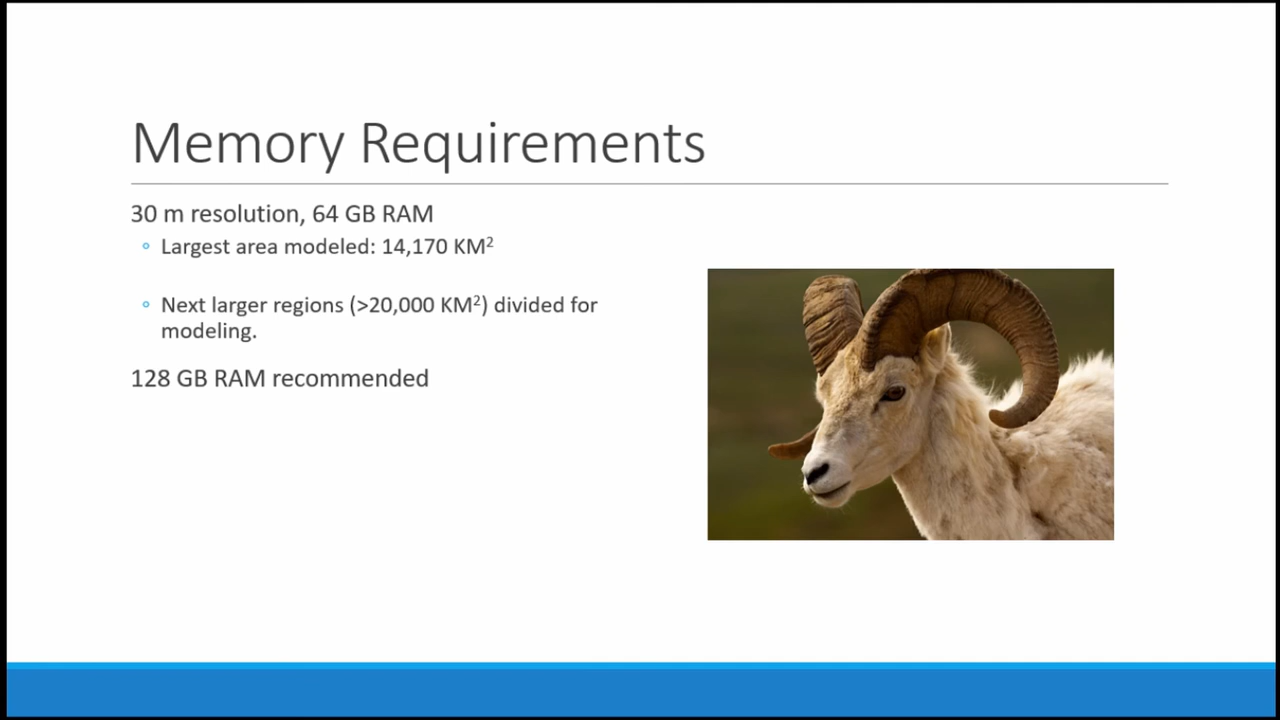 Memory Requirements
30 m resolution, 64 GB RAM
Largest area modeled: 14,170 KM²
Next larger regions (>20,000 KM²) divided for
modeling.
128 GB RAM recommended